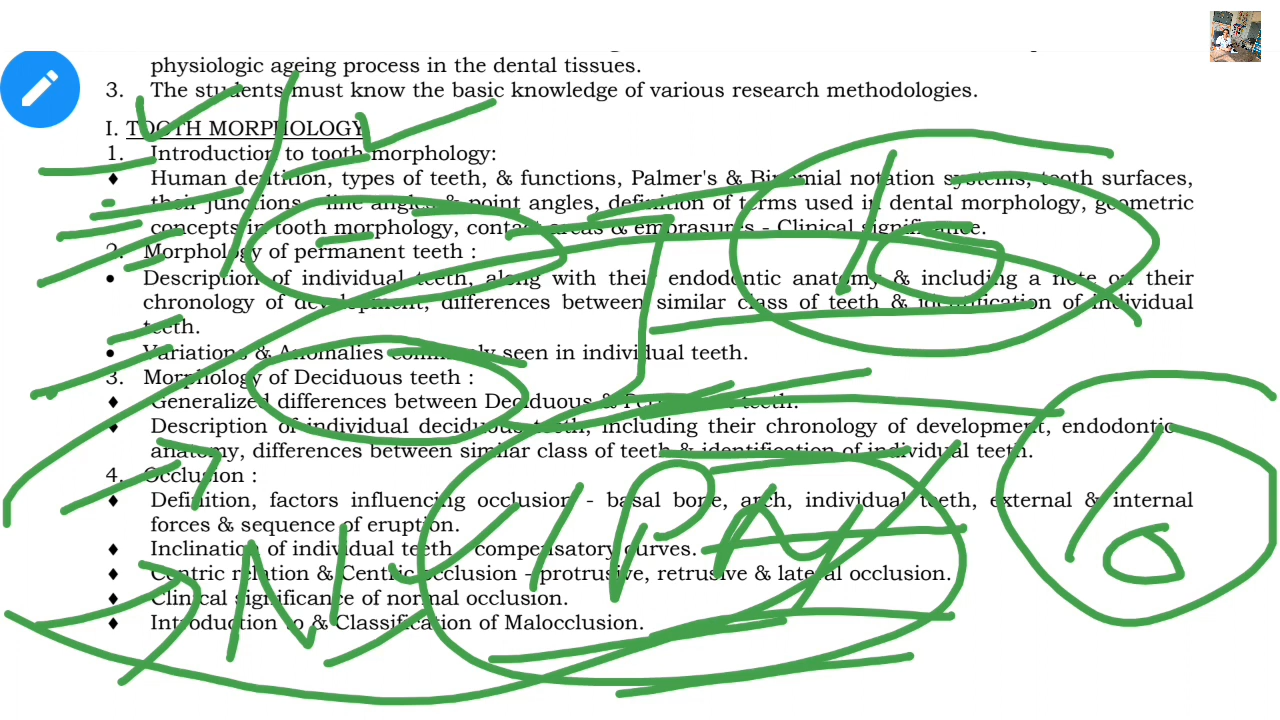 physiologic ageing process in the dental tissues.
3. The students must know the basic knowledge of various research methodologies.
I. TOOTH MORPHOLOGY
1. Introduction to tooth morphology:
♦ Human dentition, types of teeth, & functions, Palmer's & Binomial notation systems, tooth surfaces,
their junctions - line angles & point angles, definition of terms used in dental morphology, geometric
concepts in tooth morphology, contact areas & embrasures - Clinical significance.
2. Morphology of permanent teeth :
• Description of individual teeth, along with their endodontic anatomy & including a note on their
chronology of development, differences between similar class of teeth & identification of individual
teeth.
• Variations & Anomalies commonly seen in individual teeth.
3. Morphology of Deciduous teeth :
♦ Generalized differences between Deciduous & Permanent teeth.
♦ Description of individual deciduous teeth, including their chronology of development, endodontic
anatomy, differences between similar class of teeth & identification of individual teeth.
4. Occlusion :
♦ Definition, factors influencing occlusion - basal bone, arch, individual teeth, external & internal
forces & sequence of eruption.
♦ Inclination of individual teeth - compensatory curves.
♦ Centric relation & Centric occlusion - protrusive, retrusive & lateral occlusion.
♦ Clinical significance of normal occlusion.
♦ Introduction to & Classification of Malocclusion.